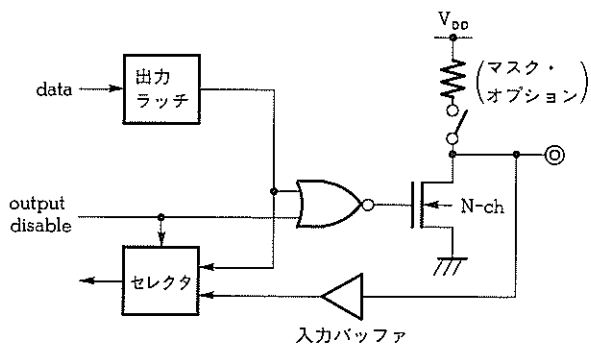 V_DD
(マスク・
オプション)
data
出力
ラッチ
output
disable
N-ch
セレクタ
入力バッファ